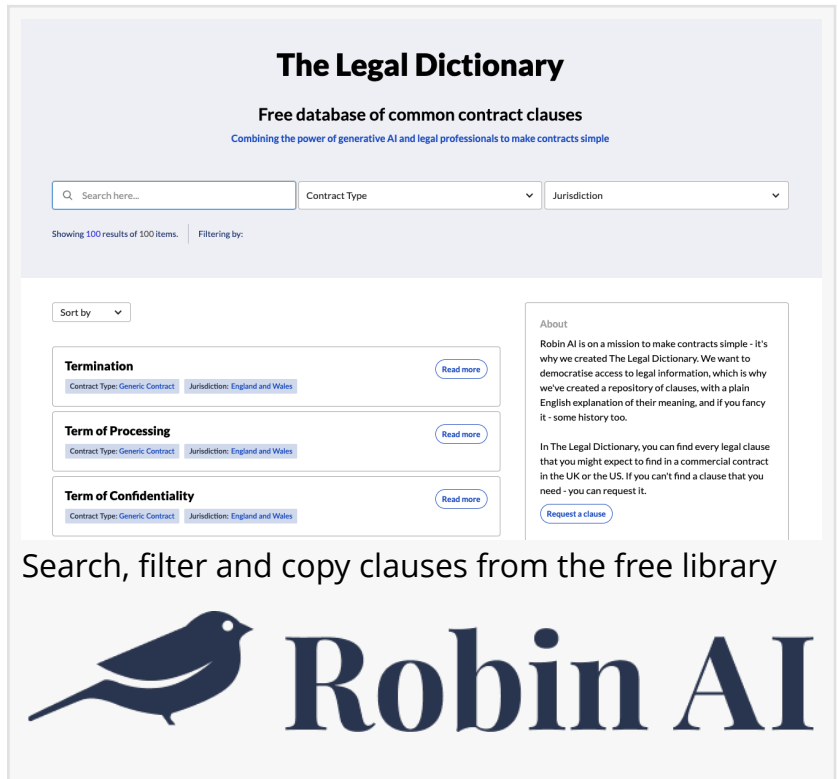 The Legal Dictionary
Free database of common contract clauses
Combining the power of generative AI and legal professionals to make contracts simple
Search here...
Contract Type
Jurisdiction
Showing 100 results of 100 items.
Filtering by:
Sort by
Termination
Read more
Contract Type: Generic Contract
Jurisdiction: England and Wales
Term of Processing
Read more
Contract Type: Generic Contract
Jurisdiction: England and Wales
Term of Confidentiality
Read more
Contract Type: Generic Contract
Jurisdiction: England and Wales
About
Robin AI is on a mission to make contracts simple - it's
why we created The Legal Dictionary. We want to
democratise access to legal information, which is why
we've created a repository of clauses, with a plain
English explanation of their meaning, and if you fancy
it - some history too.
In The Legal Dictionary, you can find every legal clause
that you might expect to find in a commercial contract
in the UK or the US. If you can't find a clause that you
need - you can request it.
Request a clause
Search, filter and copy clauses from the free library
Robin AI